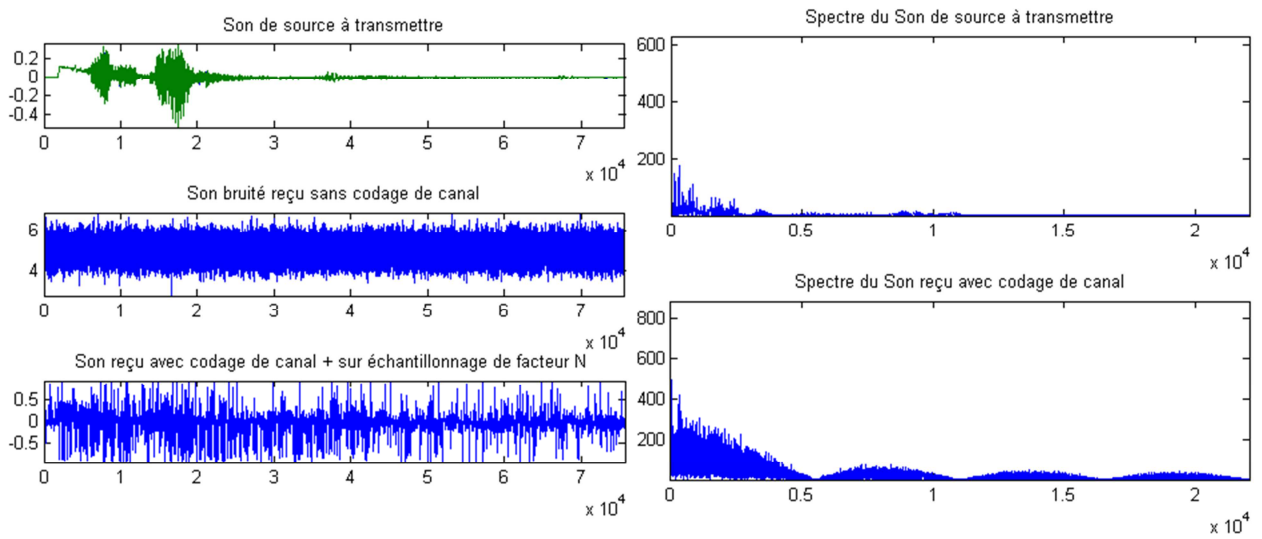 Son de source à transmettre
0.2
0
-0.2
-0.4
0 1 2 3 4 5 6 7
x 10^4
Son bruité reçu sans codage de canal
6
4
0 1 2 3 4 5 6 7
x 10^4
Son reçu avec codage de canal + sur échantillonnage de facteur N
0.5
0
-0.5
0 1 2 3 4 5 6 7
x 10^4
Spectre du Son de source à transmettre
600
400
200
0 0.5 1 1.5 2
x 10^4
Spectre du Son reçu avec codage de canal
800
600
400
200
0 0.5 1 1.5 2
x 10^4